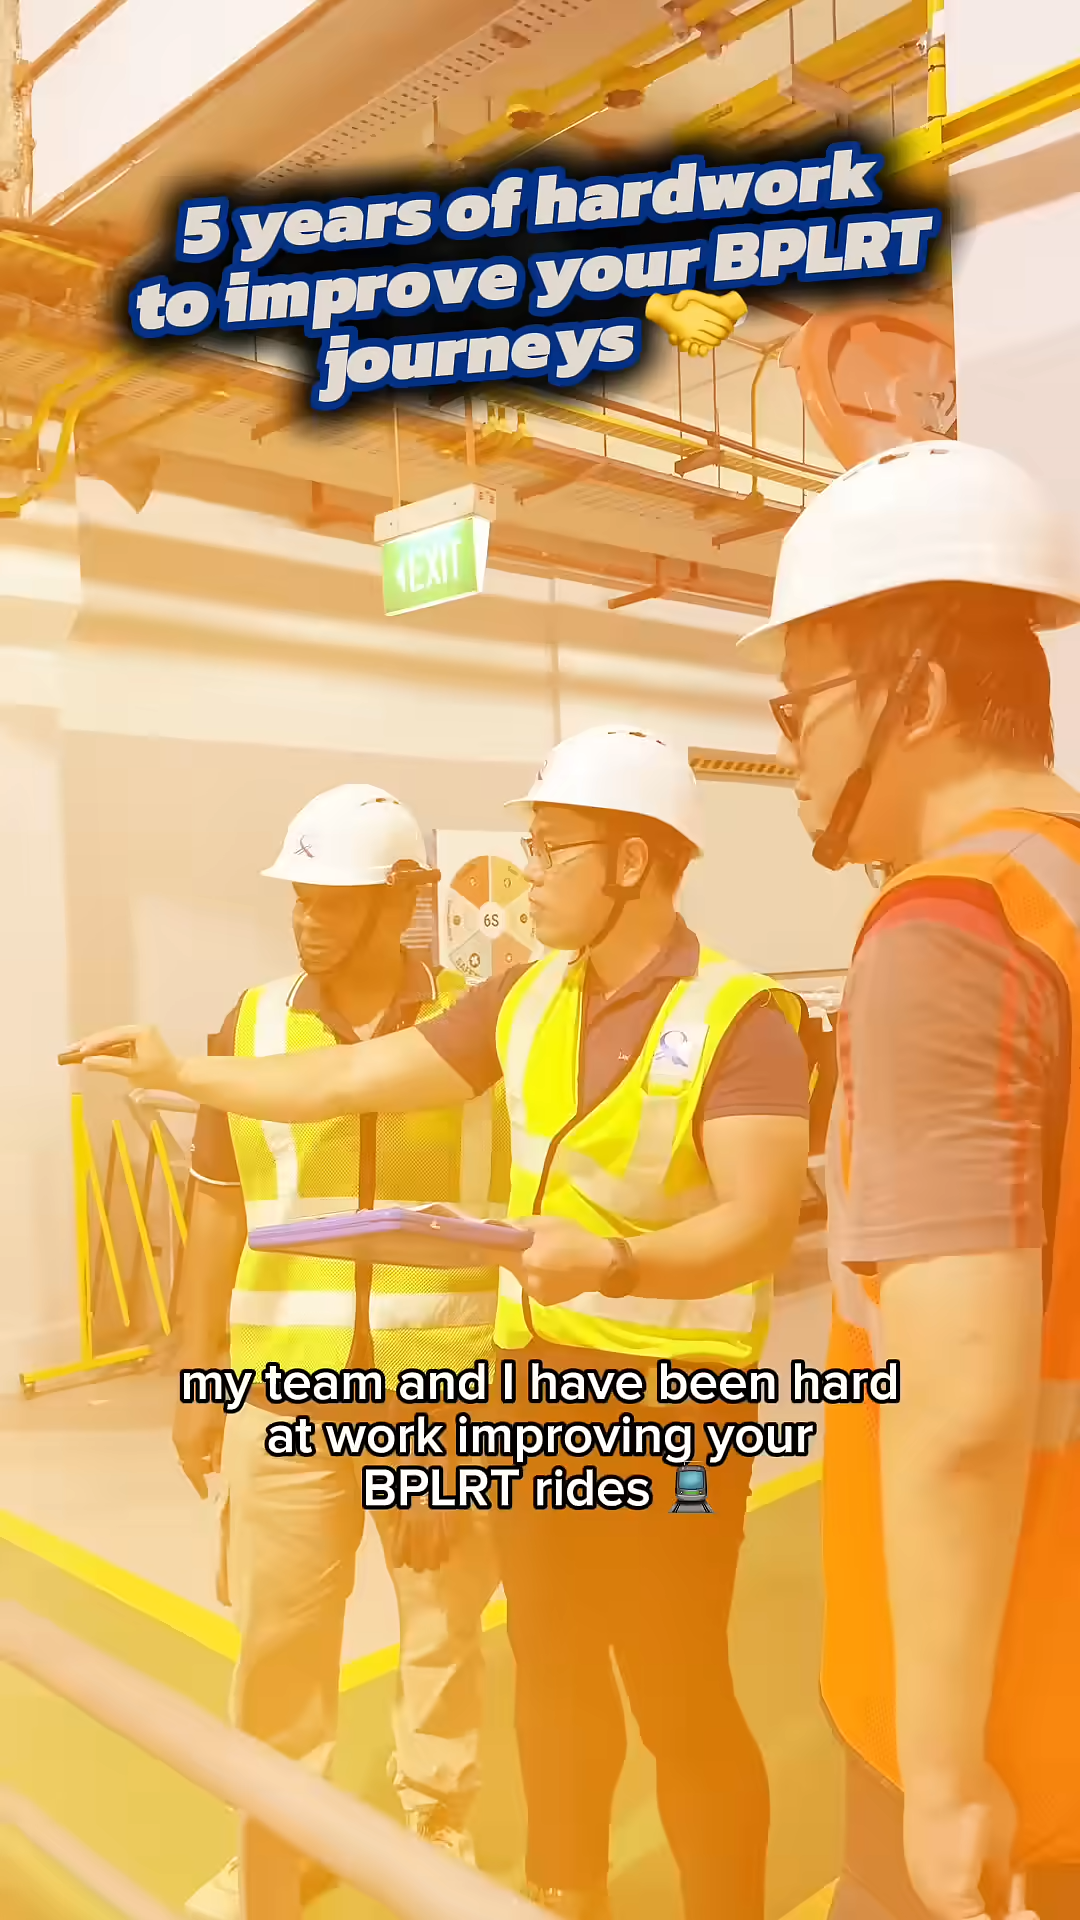 5 years of hardwork
to improve your BPLRT
journeys 🤝
EXIT
6S
my team and I have been hard
at work improving your
BPLRT rides 🚈